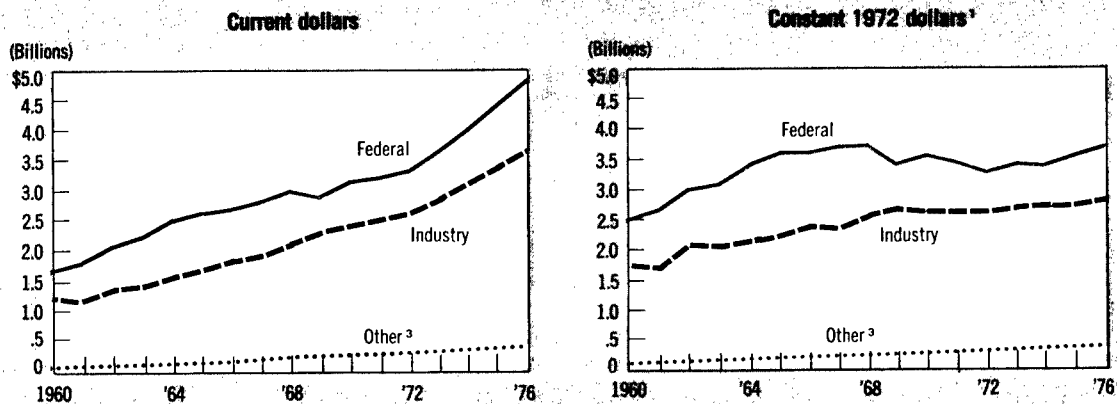 Current dollars
(Billions)
$5.0
4.5
4.0
3.5
3.0
2.5
2.0
1.5
1.0
.5
0
Federal
Industry
Other ³
1960 '64 '68 '72 '76
Constant 1972 dollars¹
(Billions)
$5.0
4.5
4.0
3.5
3.0
2.5
2.0
1.5
1.0
.5
0
Federal
Industry
Other ³
1960 '64 '68 '72 '76